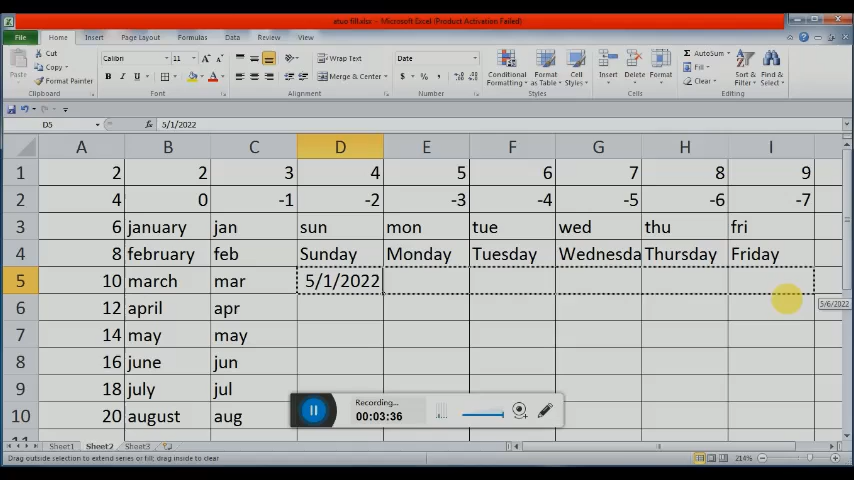 atuo fill.xlsx - Microsoft Excel (Product Activation Failed)
File Home Insert Page Layout Formulas Data Review View
Paste
Cut
Copy
Format Painter
Clipboard
Calibri 11
B I U
Font
Wrap Text
Merge & Center
Alignment
Date
$ % ,
Number
Conditional Formatting
Format as Table
Cell Styles
Styles
Insert Delete Format
Cells
Σ AutoSum
Fill
Clear
Sort & Filter
Find & Select
Editing
D5 fx 5/1/2022
A B C D E F G H I
1 2 2 3 4 5 6 7 8 9
2 4 0 -1 -2 -3 -4 -5 -6 -7
3 6 january jan sun mon tue wed thu fri
4 8 february feb Sunday Monday Tuesday Wednesda Thursday Friday
5 10 march mar 5/1/2022
5/6/2022
6 12 april apr
7 14 may may
8 16 june jun
9 18 july jul
10 20 august aug
Recording...
00:03:36
Sheet1 Sheet2 Sheet3
Drag outside selection to extend series or fill; drag inside to clear.
214%